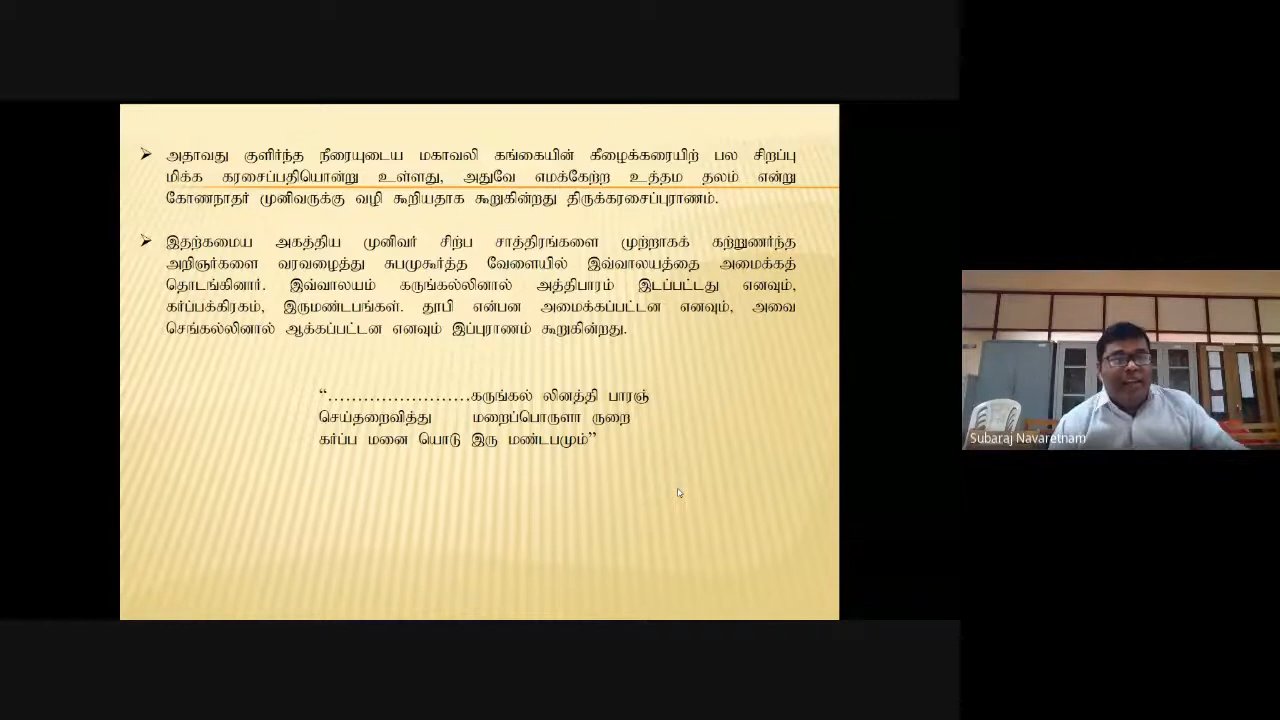 ➢ அதாவது குளிர்ந்த நீரையுடைய மகாவலி கங்கையின் கீழைக்கரையிற் பல சிறப்பு
மிக்க கரசைப்பதியொன்று உள்ளது, அதுவே எமக்கேற்ற உத்தம தலம் என்று
கோணநாதர் முனிவருக்கு வழி கூறியதாக கூறுகின்றது திருக்கரசைப்புராணம்.
➢ இதற்கமைய அகத்திய முனிவர் சிற்ப சாத்திரங்களை முற்றாகக் கற்றுணர்ந்த
அறிஞர்களை வரவழைத்து சுபமுகூர்த்த வேளையில் இவ்வாலயத்தை அமைக்கத்
தொடங்கினார். இவ்வாலயம் கருங்கல்லினால் அத்திபாரம் இடப்பட்டது எனவும்,
கர்ப்பக்கிரகம், இருமண்டபங்கள். தூபி என்பன அமைக்கப்பட்டன எனவும், அவை
செங்கல்லினால் ஆக்கப்பட்டன எனவும் இப்புராணம் கூறுகின்றது.
“……………………கருங்கல் லினத்தி பாரஞ்
செய்தறைவித்து மறைப்பொருளா ருறை
கர்ப்ப மனை யொடு இரு மண்டபமும்”
Subaraj Navaretnam